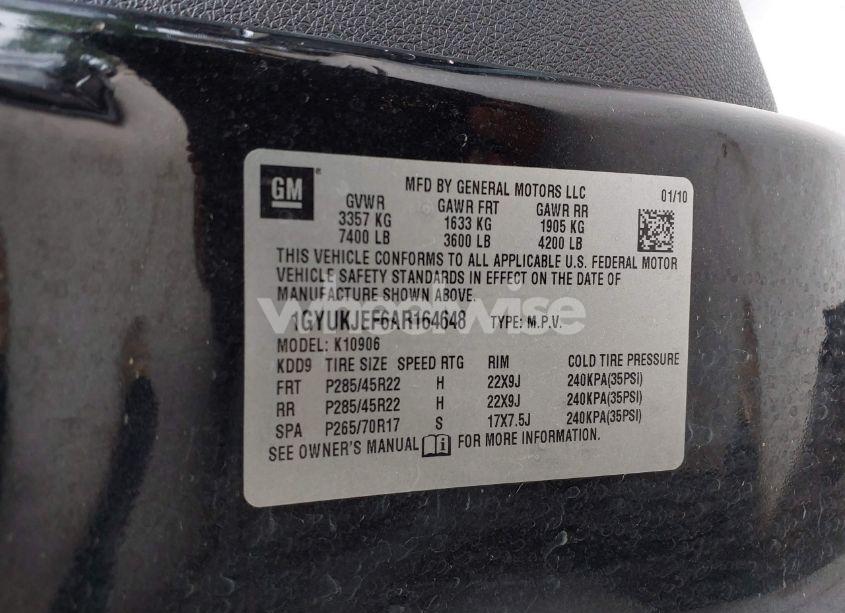 GM
MFD BY GENERAL MOTORS LLC 01/10
GVWR GAWR FRT GAWR RR
3357 KG 1633 KG 1905 KG
7400 LB 3600 LB 4200 LB
THIS VEHICLE CONFORMS TO ALL APPLICABLE U.S. FEDERAL MOTOR
VEHICLE SAFETY STANDARDS IN EFFECT ON THE DATE OF
MANUFACTURE SHOWN ABOVE.
wheelwise
1GYUKJEF6AR164648 TYPE: M.P.V.
MODEL: K10906
KDD9 TIRE SIZE SPEED RTG RIM COLD TIRE PRESSURE
FRT P285/45R22 H 22X9J 240KPA(35PSI)
RR P285/45R22 H 22X9J 240KPA(35PSI)
SPA P265/70R17 S 17X7.5J 240KPA(35PSI)
SEE OWNER'S MANUAL FOR MORE INFORMATION.